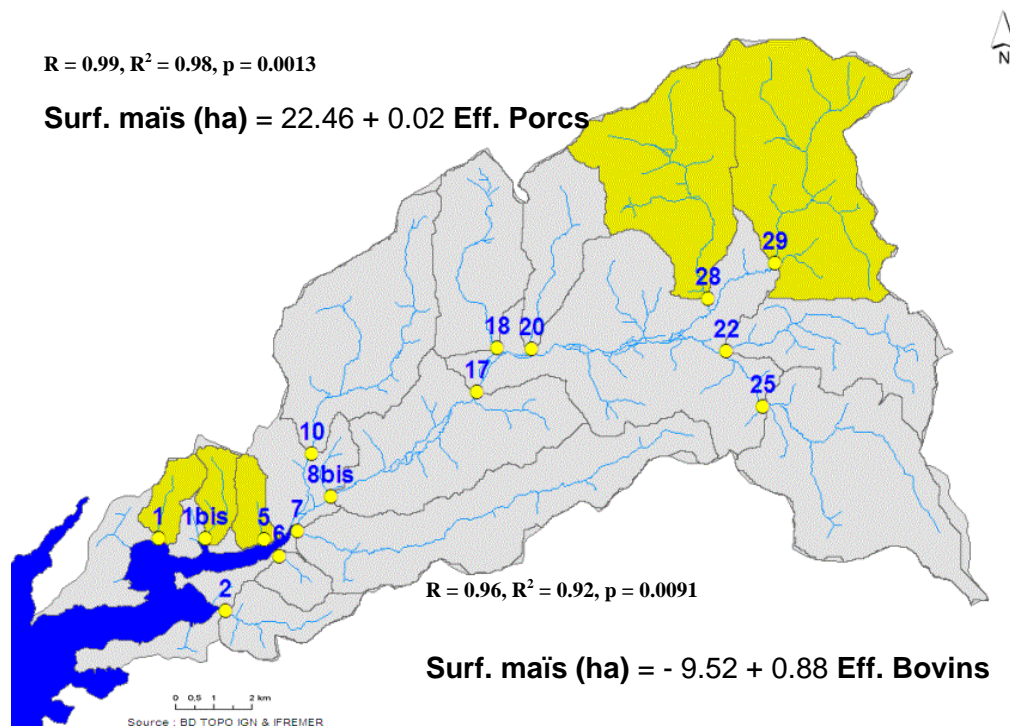 N
R = 0.99, R² = 0.98, p = 0.0013
Surf. maïs (ha) = 22.46 + 0.02 Eff. Porcs
29
28
18 20
22
17
25
10
8bis
1 1bis 5 7
6
2
R = 0.96, R² = 0.92, p = 0.0091
Surf. maïs (ha) = - 9.52 + 0.88 Eff. Bovins
0 0,5 1 2 km
Source : BD TOPO IGN & IFREMER